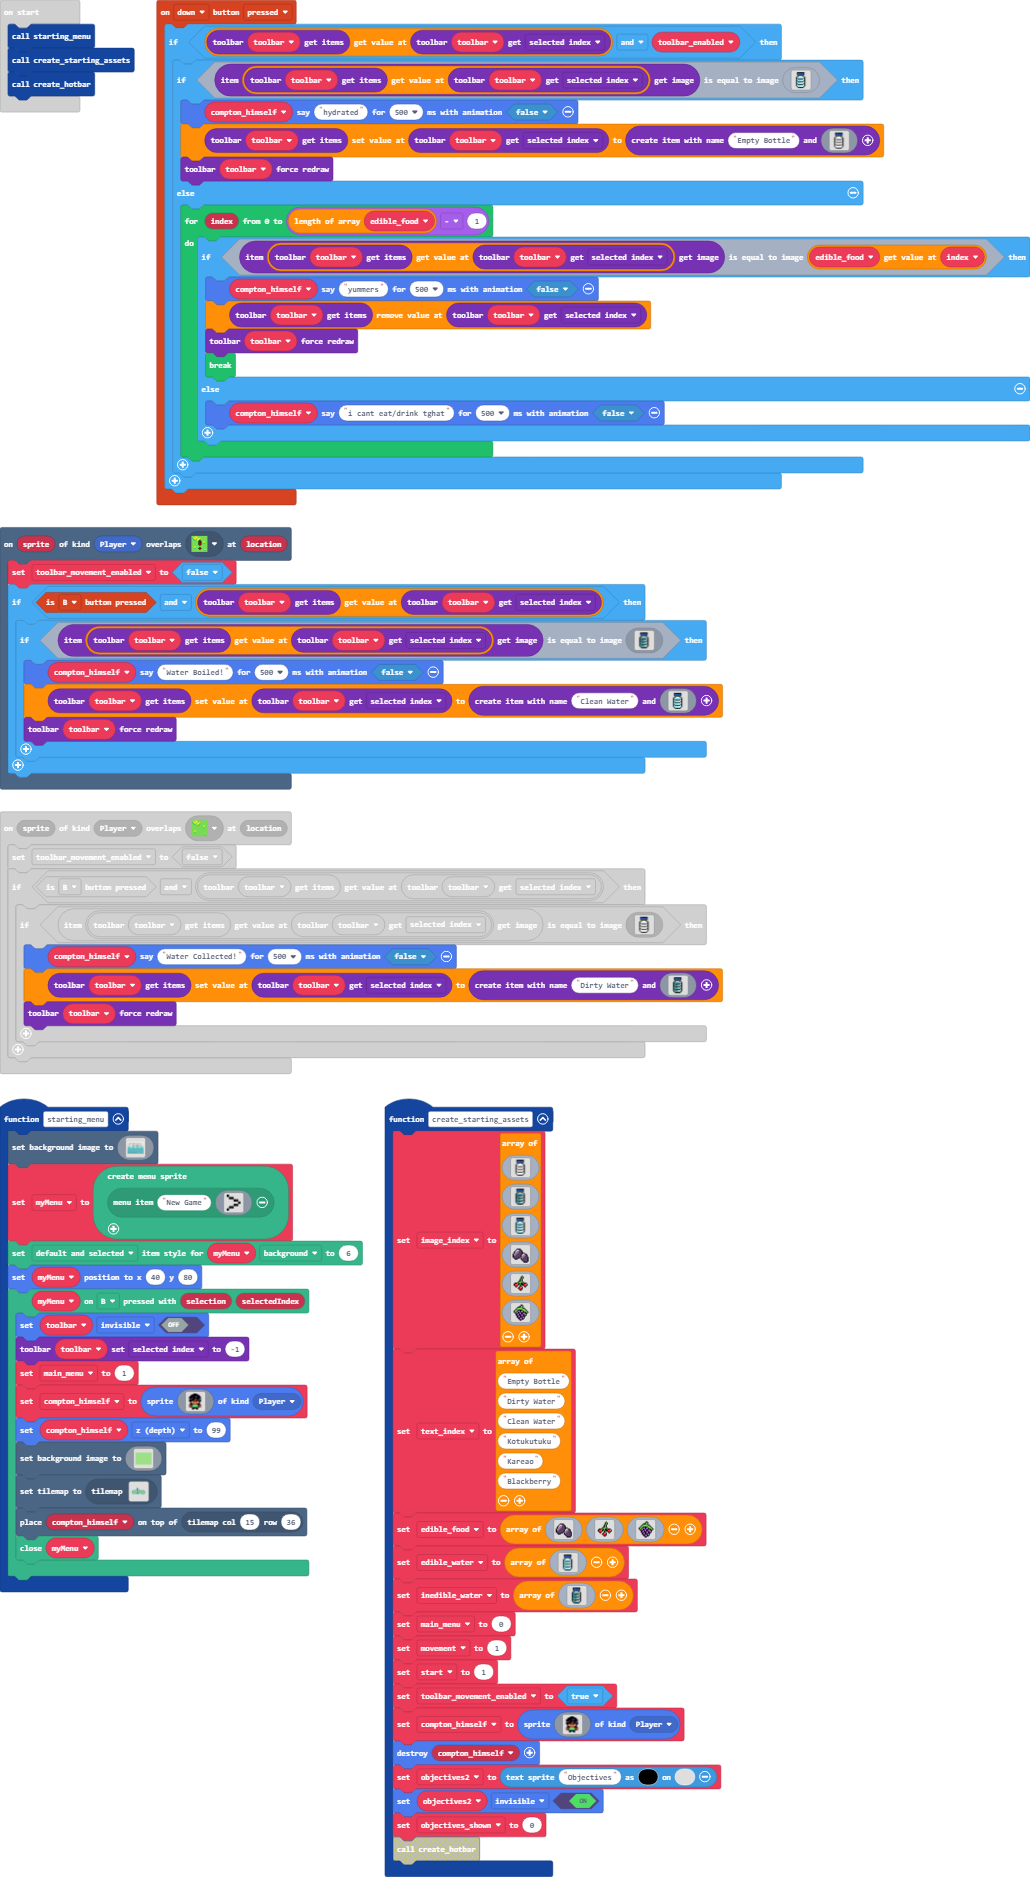 on start
call starting_menu
call create_starting_assets
call create_hotbar
on down button pressed
if toolbar toolbar get items get value at toolbar toolbar get selected index and toolbar_enabled then
if item toolbar toolbar get items get value at toolbar toolbar get selected index get image is equal to image then
compton_himself say "hydrated" for 500 ms with animation false
toolbar toolbar get items set value at toolbar toolbar get selected index to create item with name "Empty Bottle" and
toolbar toolbar force redraw
else
for index from 0 to length of array edible_food - 1
do
if item toolbar toolbar get items get value at toolbar toolbar get selected index get image is equal to image edible_food get value at index then
compton_himself say "yummers" for 500 ms with animation false
toolbar toolbar get items remove value at toolbar toolbar get selected index
toolbar toolbar force redraw
break
else
compton_himself say "i cant eat/drink tghat" for 500 ms with animation false
on sprite of kind Player overlaps at location
set toolbar_movement_enabled to false
if is B button pressed and toolbar toolbar get items get value at toolbar toolbar get selected index then
if item toolbar toolbar get items get value at toolbar toolbar get selected index get image is equal to image then
compton_himself say "Water Boiled!" for 500 ms with animation false
toolbar toolbar get items set value at toolbar toolbar get selected index to create item with name "Clean Water" and
toolbar toolbar force redraw
on sprite of kind Player overlaps at location
set toolbar_movement_enabled to false
if is B button pressed and toolbar toolbar get items get value at toolbar toolbar get selected index then
if item toolbar toolbar get items get value at toolbar toolbar get selected index get image is equal to image then
compton_himself say "Water Collected!" for 500 ms with animation false
toolbar toolbar get items set value at toolbar toolbar get selected index to create item with name "Dirty Water" and
toolbar toolbar force redraw
function starting_menu
set background image to
create menu sprite
set myMenu to
menu item "New Game"
set default and selected item style for myMenu background to 6
set myMenu position to x 40 y 80
myMenu on B pressed with selection selectedIndex
set toolbar invisible OFF
toolbar toolbar set selected index to -1
set main_menu to 1
set compton_himself to sprite of kind Player
set compton_himself z (depth) to 99
set background image to
set tilemap to tilemap
place compton_himself on top of tilemap col 15 row 36
close myMenu
function create_starting_assets
array of
set image_index to
array of
"Empty Bottle"
"Dirty Water"
"Clean Water"
set text_index to
"Kotukutuku"
"Kareao"
"Blackberry"
set edible_food to array of
set edible_water to array of
set inedible_water to array of
set main_menu to 0
set movement to 1
set start to 1
set toolbar_movement_enabled to true
set compton_himself to sprite of kind Player
destroy compton_himself
set objectives2 to text sprite "Objectives" as on
set objectives2 invisible ON
set objectives_shown to 0
call create_hotbar